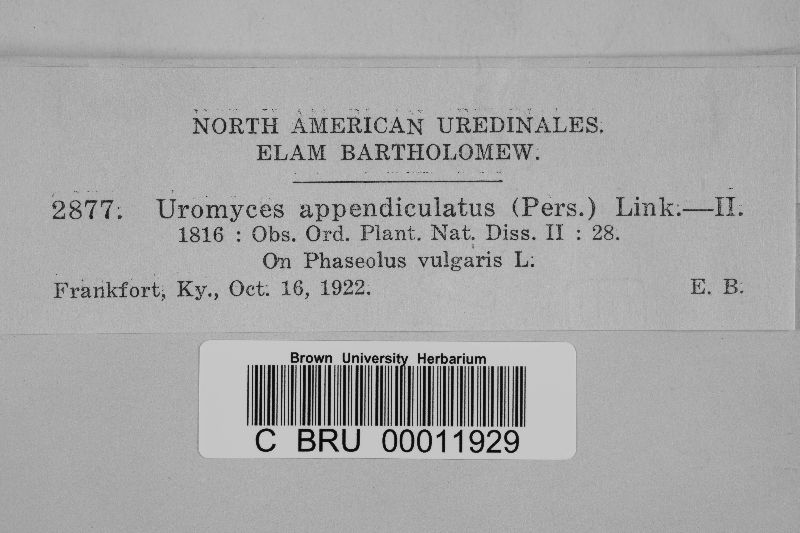 NORTH AMERICAN UREDINALES.
ELAM BARTHOLOMEW.
2877. Uromyces appendiculatus (Pers.) Link.—II.
1816 : Obs. Ord. Plant. Nat. Diss. II : 28.
On Phaseolus vulgaris L.
Frankfort, Ky., Oct. 16, 1922. E. B.
Brown University Herbarium
C BRU 00011929